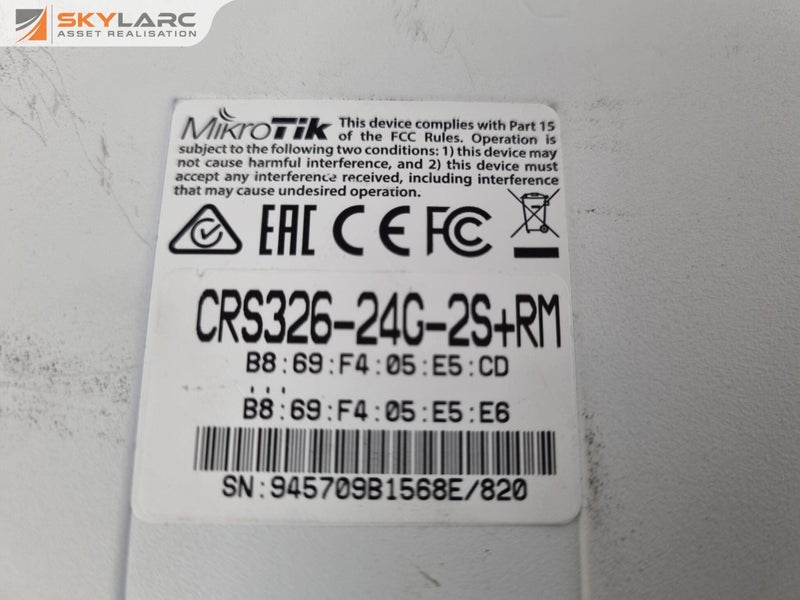 SKYLARC
ASSET REALISATION
MikroTik This device complies with Part 15
of the FCC Rules. Operation is
subject to the following two conditions: 1) this device may
not cause harmful interference, and 2) this device must
accept any interference received, including interference
that may cause undesired operation.
EAC CE FC
CRS326-24G-2S+RM
B8:69:F4:05:E5:CD
...
B8:69:F4:05:E5:E6
SN:945709B1568E/820